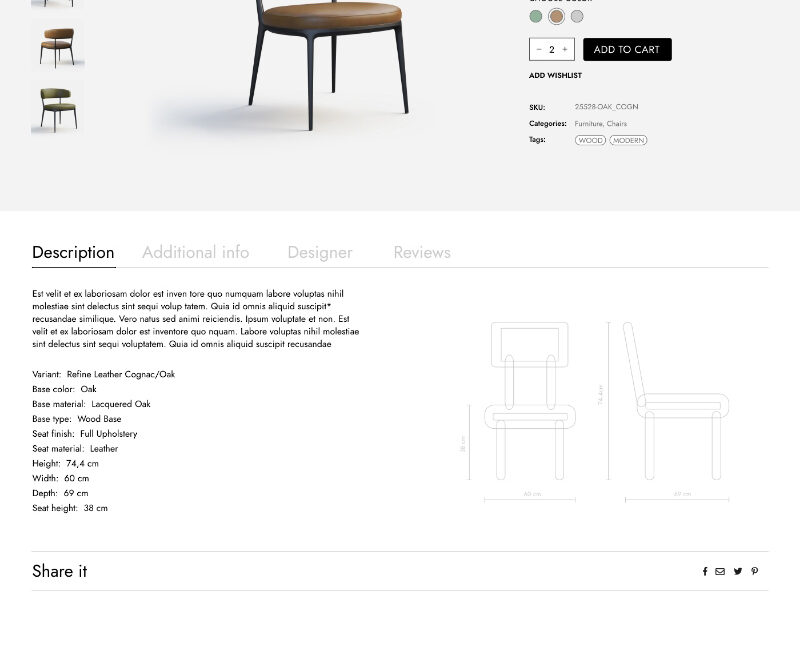 − 2 +
ADD TO CART
ADD WISHLIST
SKU: 25528-OAK_COGN
Categories: Furniture, Chairs
Tags: WOOD MODERN
Description Additional info Designer Reviews
Est velit et ex laboriosam dolor est inven tore quo numquam labore voluptas nihil
molestiae sint delectus sint sequi volup tatem. Quia id omnis aliquid suscipit*
recusandae similique. Vero natus sed animi reiciendis. Ipsum voluptate et non. Est
velit et ex laboriosam dolor est inventore quo nquam. Labore voluptas nihil molestiae
sint delectus sint sequi voluptatem. Quia id omnis aliquid suscipit recusandae
Variant: Refine Leather Cognac/Oak
Base color: Oak
Base material: Lacquered Oak
Base type: Wood Base
Seat finish: Full Upholstery
Seat material: Leather
Height: 74,4 cm
Width: 60 cm
Depth: 69 cm
Seat height: 38 cm
74,4cm
38 cm
60 cm
69 cm
Share it